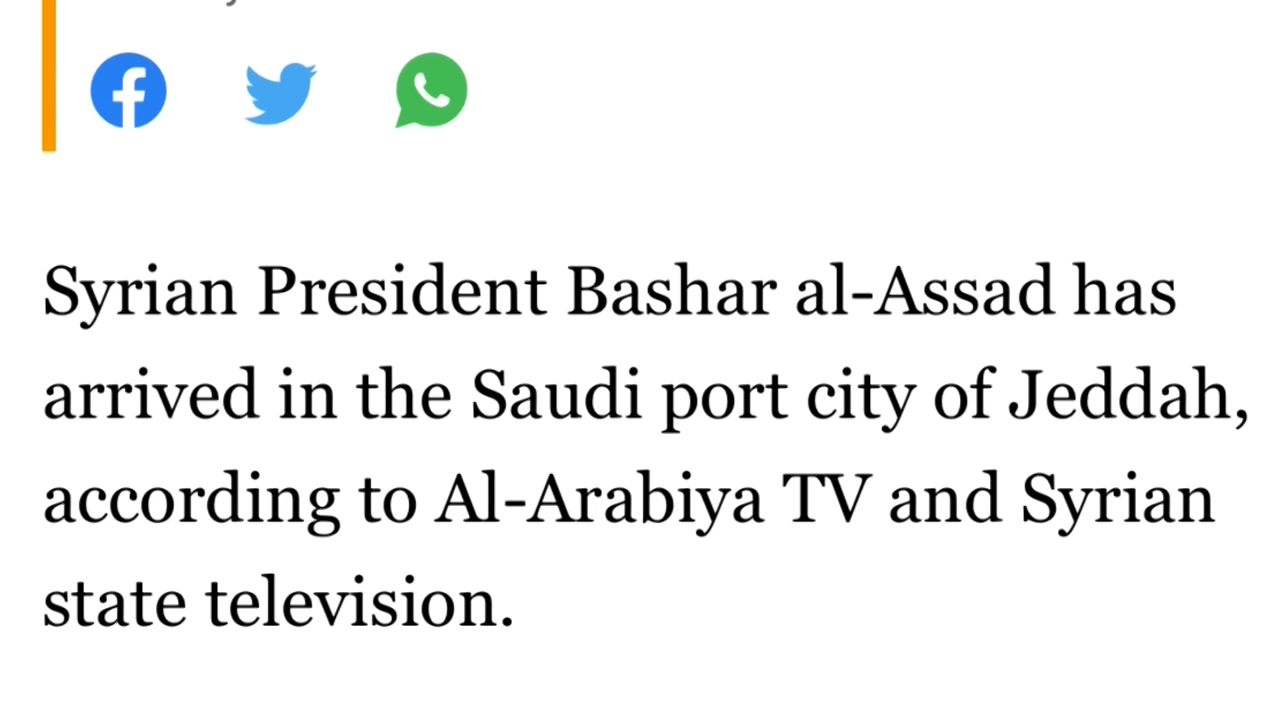 Syrian President Bashar al-Assad has
arrived in the Saudi port city of Jeddah,
according to Al-Arabiya TV and Syrian
state television.